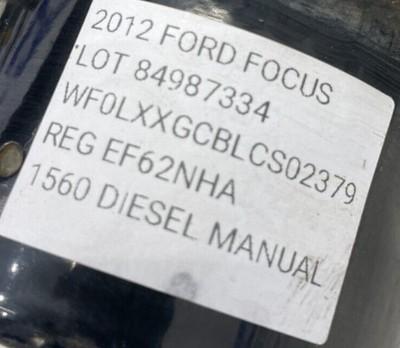 2012 FORD FOCUS
LOT 84987334
WF0LXXGCBLCS02379
REG EF62NHA
1560 DIESEL MANUAL